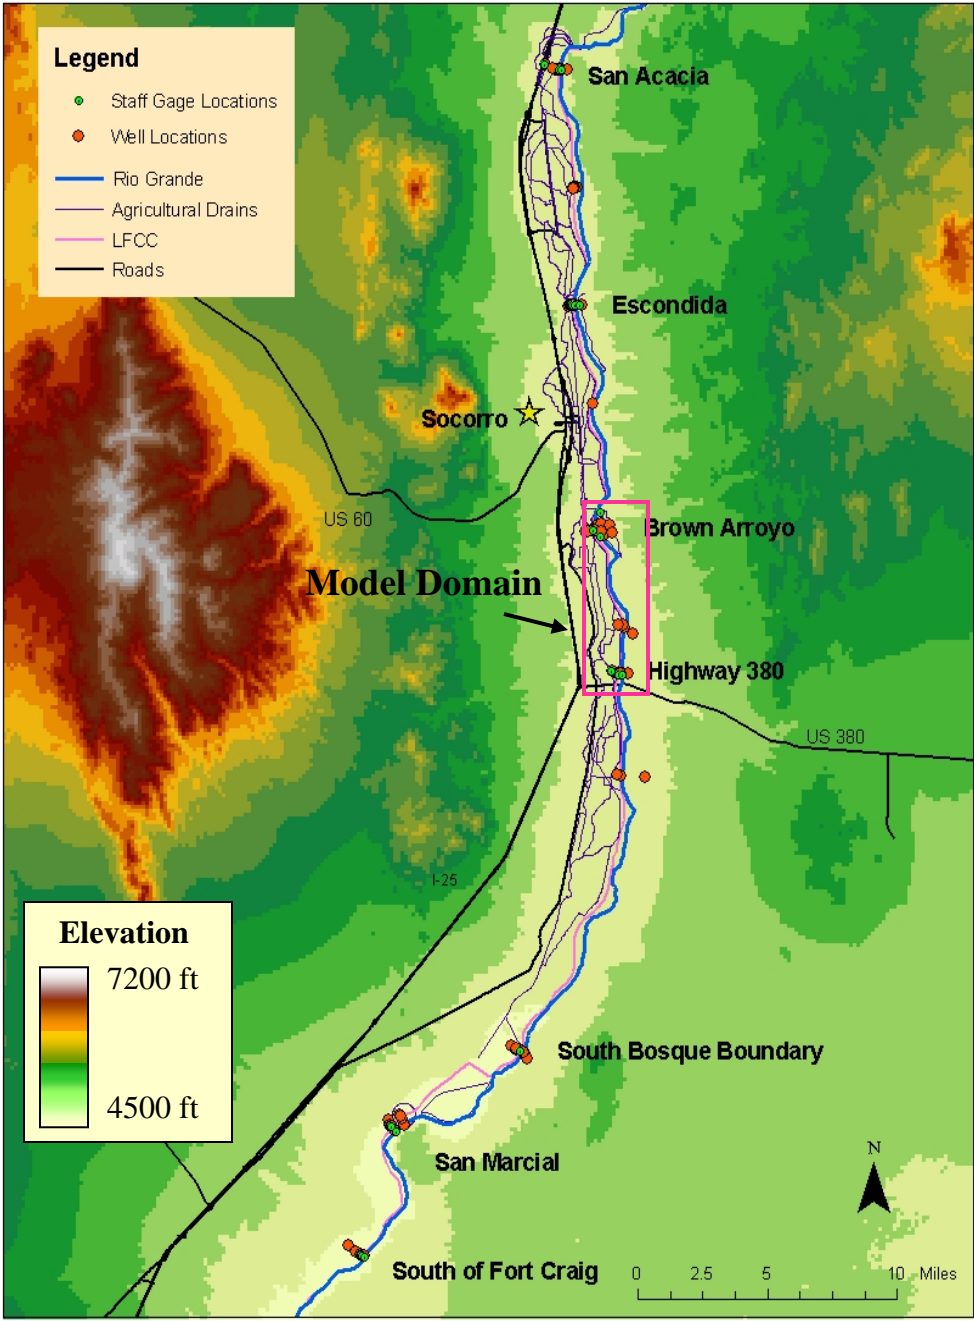 Legend
Staff Gage Locations
Well Locations
Rio Grande
Agricultural Drains
LFCC
Roads
San Acacia
Escondida
Socorro
US 60
Brown Arroyo
Model Domain
Highway 380
US 380
I-25
Elevation
7200 ft
4500 ft
South Bosque Boundary
San Marcial
N
South of Fort Craig
0 2.5 5 10 Miles